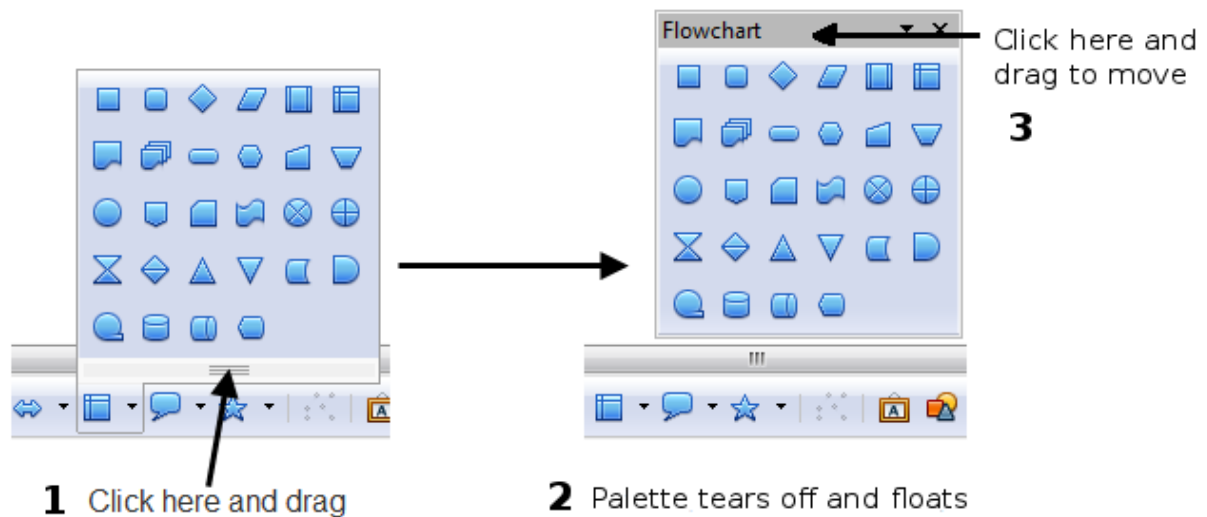 Flowchart
Click here and
drag to move
3
1 Click here and drag
2 Palette tears off and floats